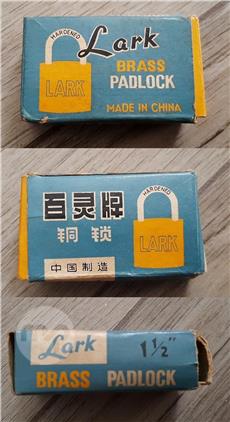 HARDENED
LARK
Lark
BRASS
PADLOCK
MADE IN CHINA
百灵牌
铜锁
中国制造
HARDENED
LARK
Lark
1½"
BRASS PADLOCK